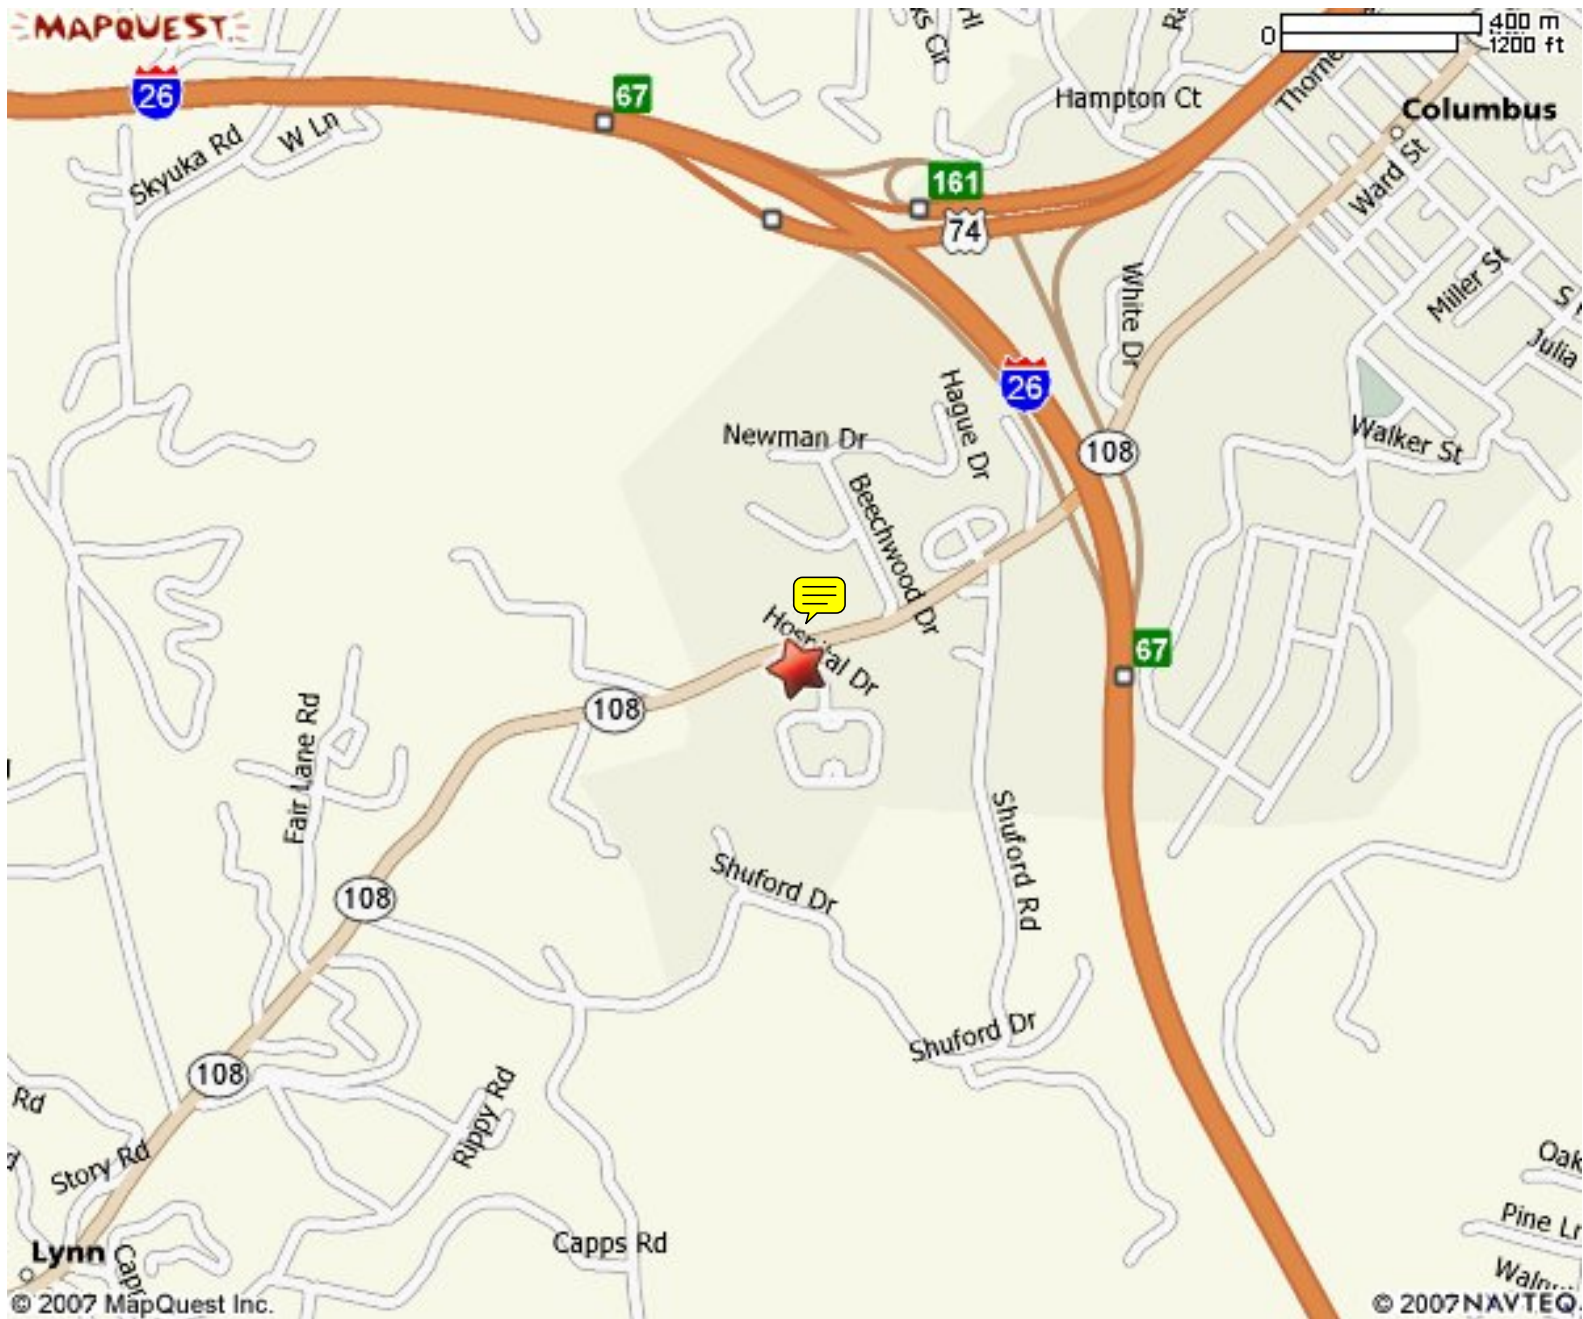 MAPQUEST
0
400 m
1200 ft
26
67
Hampton Ct
Columbus
Skyuka Rd
W Ln
161
74
Ward St
White Dr
Miller St
Julia
26
Hague Dr
Newman Dr
108
Walker St
Beechwood Dr
Hospital Dr
67
108
Fair Lane Rd
Shuford Rd
Shuford Dr
108
Shuford Dr
108
Rd
Rippy Rd
Story Rd
Capps Rd
Lynn
Pine Ln
© 2007 MapQuest Inc.
© 2007 NAVTEQ